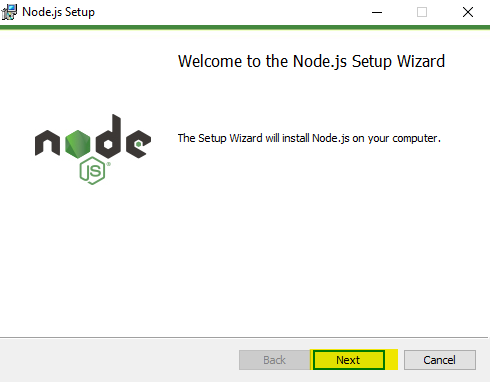 Node.js Setup
Welcome to the Node.js Setup Wizard
node
JS®
The Setup Wizard will install Node.js on your computer.
Back Next Cancel